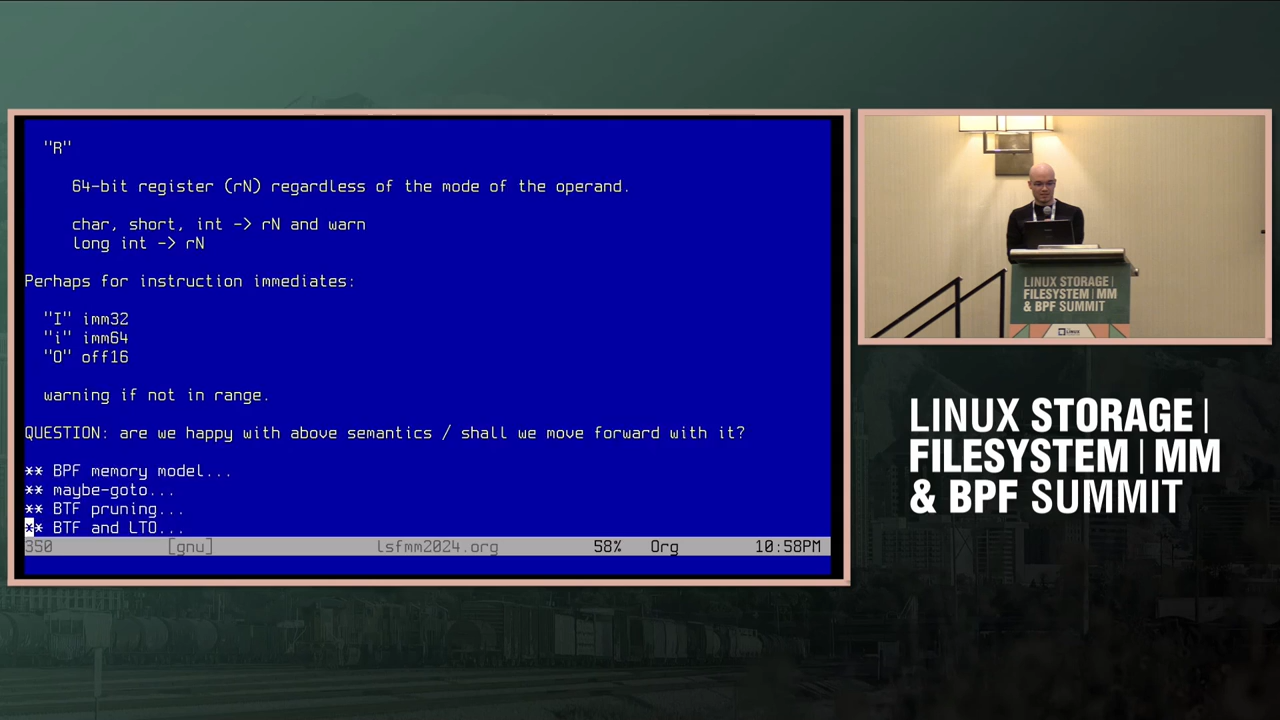 "R"
64-bit register (rN) regardless of the mode of the operand.
char, short, int -> rN and warn
long int -> rN
Perhaps for instruction immediates:
"I" imm32
"i" imm64
"O" off16
warning if not in range.
QUESTION: are we happy with above semantics / shall we move forward with it?
** BPF memory model...
** maybe-goto...
** BTF pruning...
** BTF and LTO...
350 [gnu] lsfmm2024.org 58% Org 10:58PM
LINUX STORAGE |
FILESYSTEM | MM
& BPF SUMMIT
LINUX
LINUX STORAGE |
FILESYSTEM | MM
& BPF SUMMIT